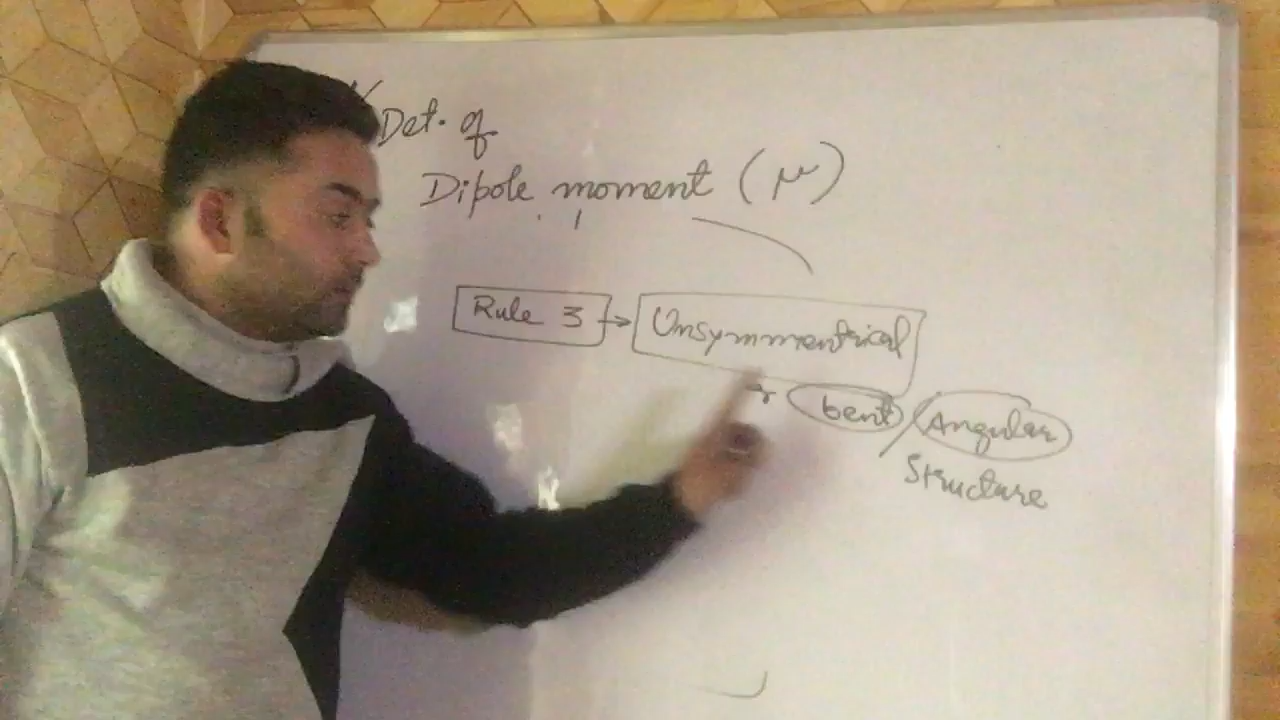 Det. of
Dipole moment (μ)
Rule 3 → Unsymmentrical
bent / Angular
Structure